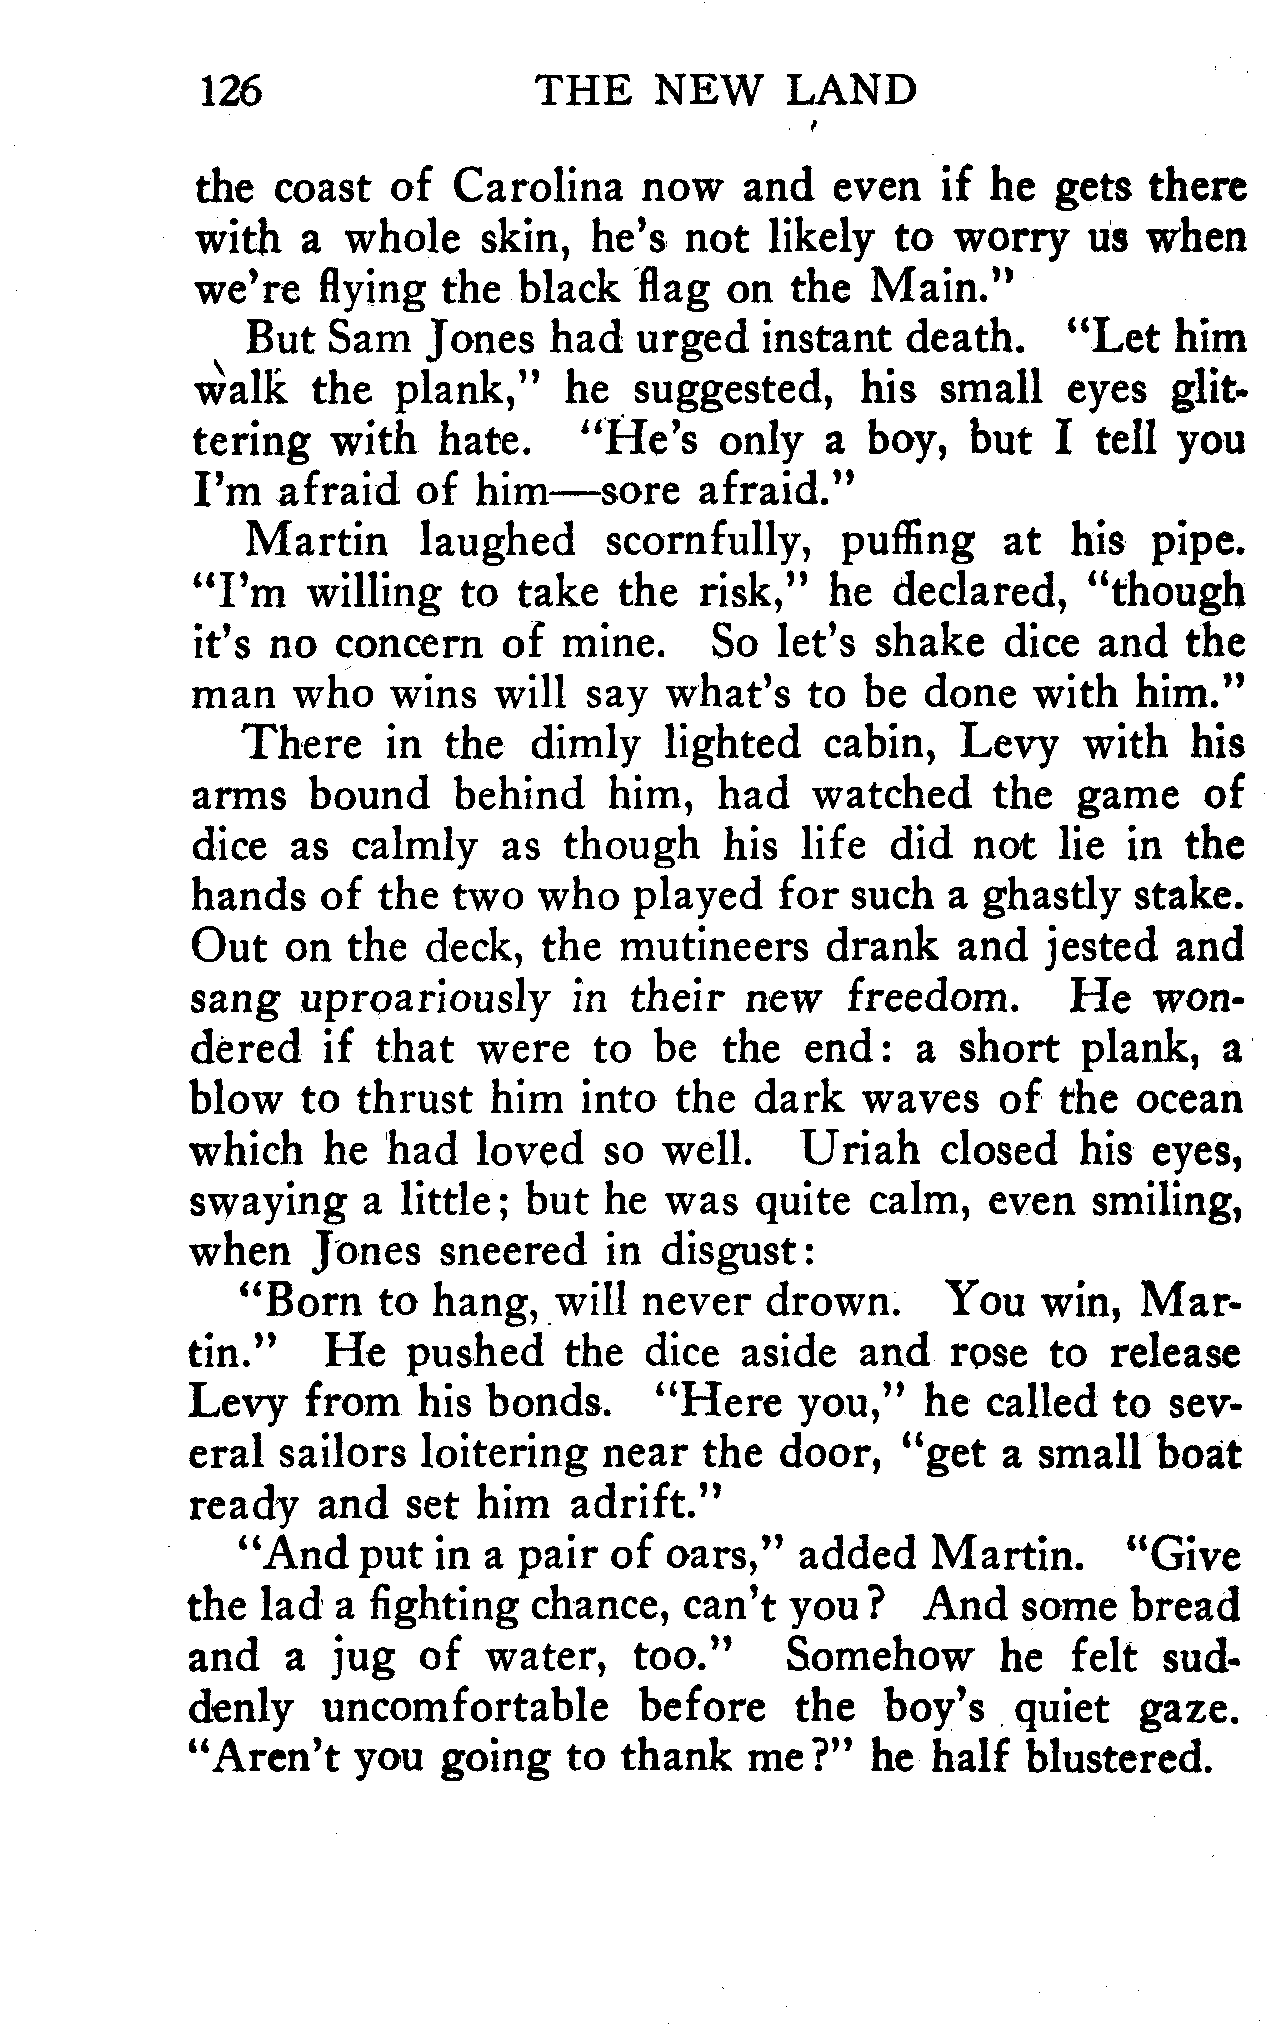 126 THE NEW LAND
the coast of Carolina now and even if he gets there
with a whole skin, he's not likely to worry us when
we're flying the black flag on the Main."
But Sam Jones had urged instant death. "Let him
walk the plank," he suggested, his small eyes glit-
tering with hate. "He's only a boy, but I tell you
I'm afraid of him—sore afraid."
Martin laughed scornfully, puffing at his pipe.
"I'm willing to take the risk," he declared, "though
it's no concern of mine. So let's shake dice and the
man who wins will say what's to be done with him."
There in the dimly lighted cabin, Levy with his
arms bound behind him, had watched the game of
dice as calmly as though his life did not lie in the
hands of the two who played for such a ghastly stake.
Out on the deck, the mutineers drank and jested and
sang uproariously in their new freedom. He won-
dered if that were to be the end: a short plank, a
blow to thrust him into the dark waves of the ocean
which he had loved so well. Uriah closed his eyes,
swaying a little; but he was quite calm, even smiling,
when Jones sneered in disgust:
"Born to hang, will never drown. You win, Mar-
tin." He pushed the dice aside and rose to release
Levy from his bonds. "Here you," he called to sev-
eral sailors loitering near the door, "get a small boat
ready and set him adrift."
"And put in a pair of oars," added Martin. "Give
the lad a fighting chance, can't you? And some bread
and a jug of water, too." Somehow he felt sud-
denly uncomfortable before the boy's quiet gaze.
"Aren't you going to thank me?" he half blustered.